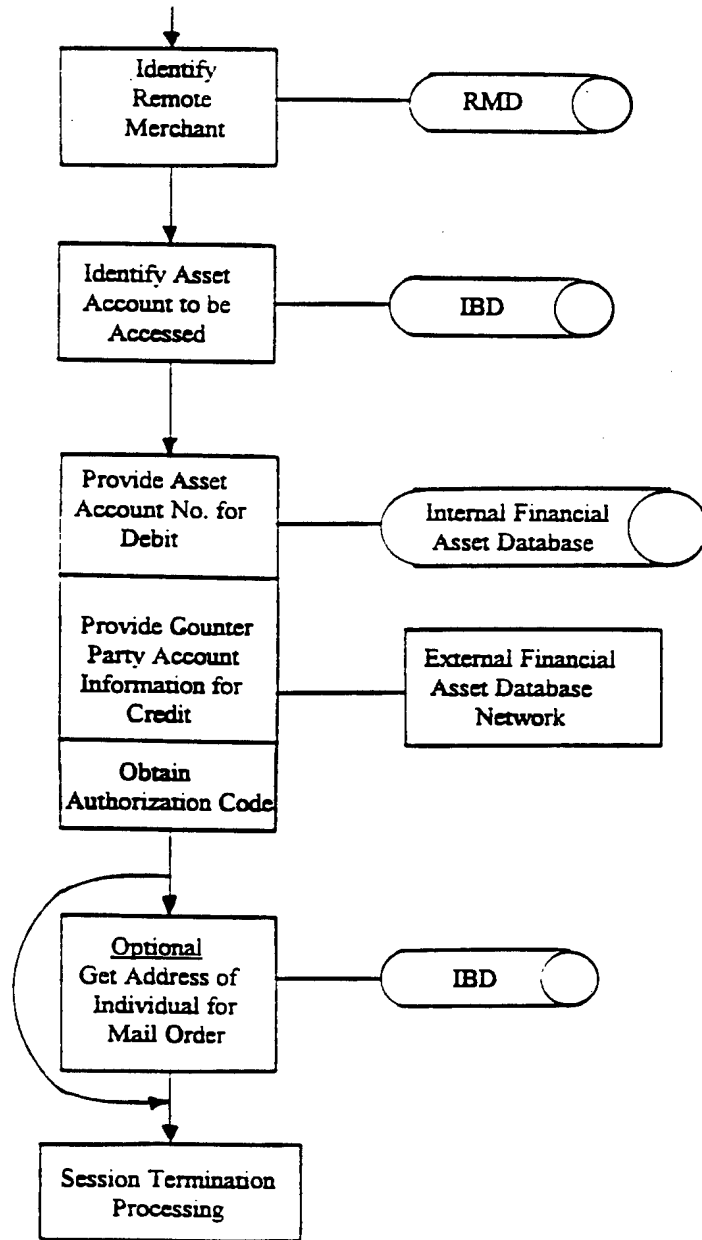 Identify
Remote
Merchant
RMD
Identify Asset
Account to be
Accessed
IBD
Provide Asset
Account No. for
Debit
Internal Financial
Asset Database
Provide Counter
Party Account
Information for
Credit
External Financial
Asset Database
Network
Obtain
Authorization Code
Optional
Get Address of
Individual for
Mail Order
IBD
Session Termination
Processing